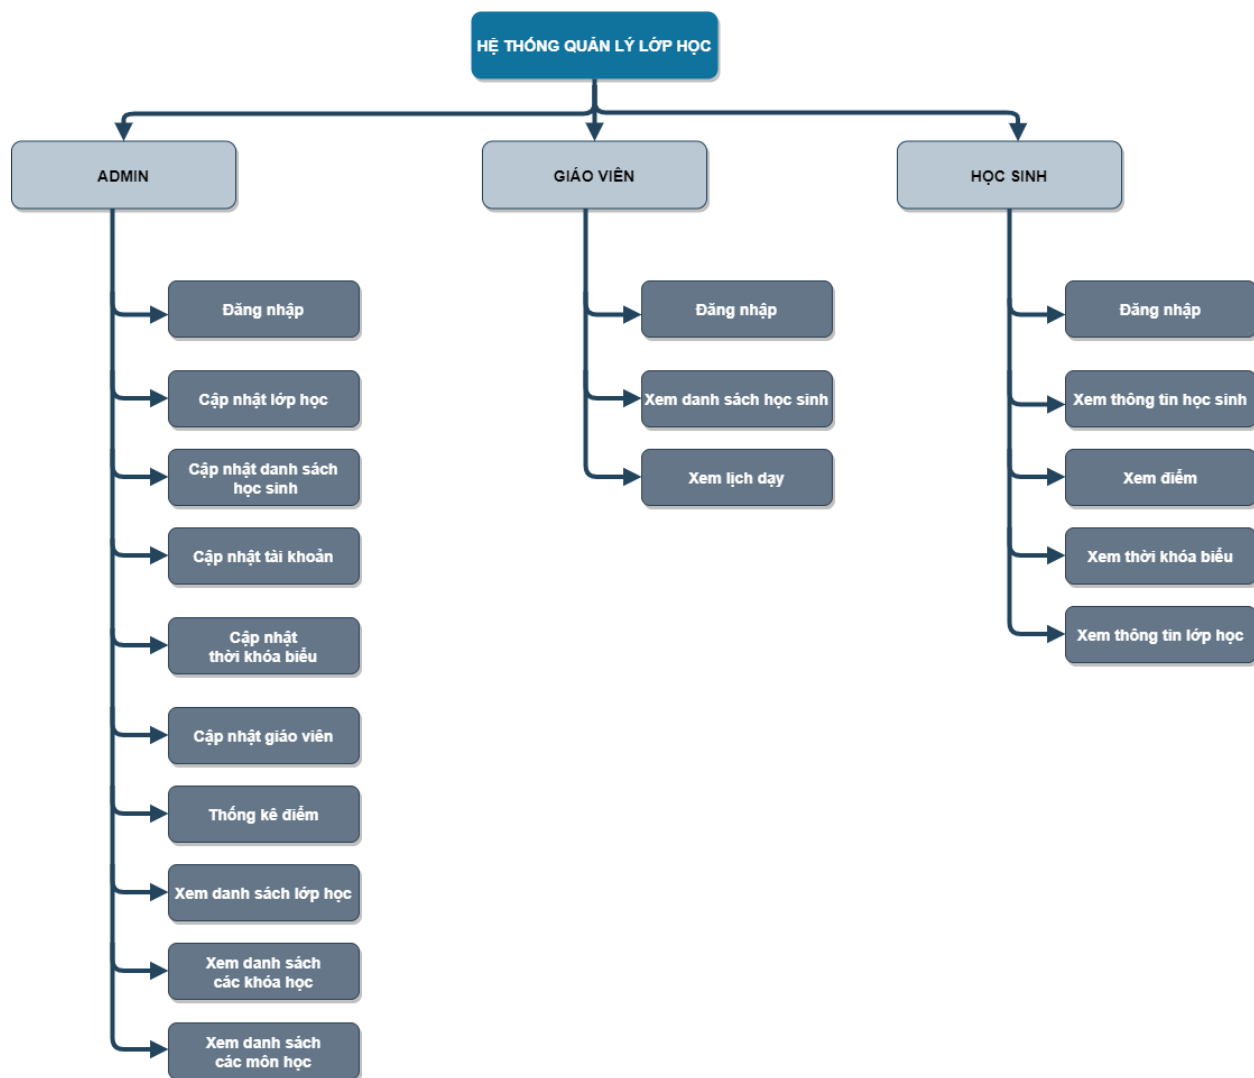 HỆ THỐNG QUẢN LÝ LỚP HỌC
ADMIN
Đăng nhập
Cập nhật lớp học
Cập nhật danh sách
học sinh
Cập nhật tài khoản
Cập nhật
thời khóa biểu
Cập nhật giáo viên
Thống kê điểm
Xem danh sách lớp học
Xem danh sách
các khóa học
Xem danh sách
các môn học
GIÁO VIÊN
Đăng nhập
Xem danh sách học sinh
Xem lịch dạy
HỌC SINH
Đăng nhập
Xem thông tin học sinh
Xem điểm
Xem thời khóa biểu
Xem thông tin lớp học